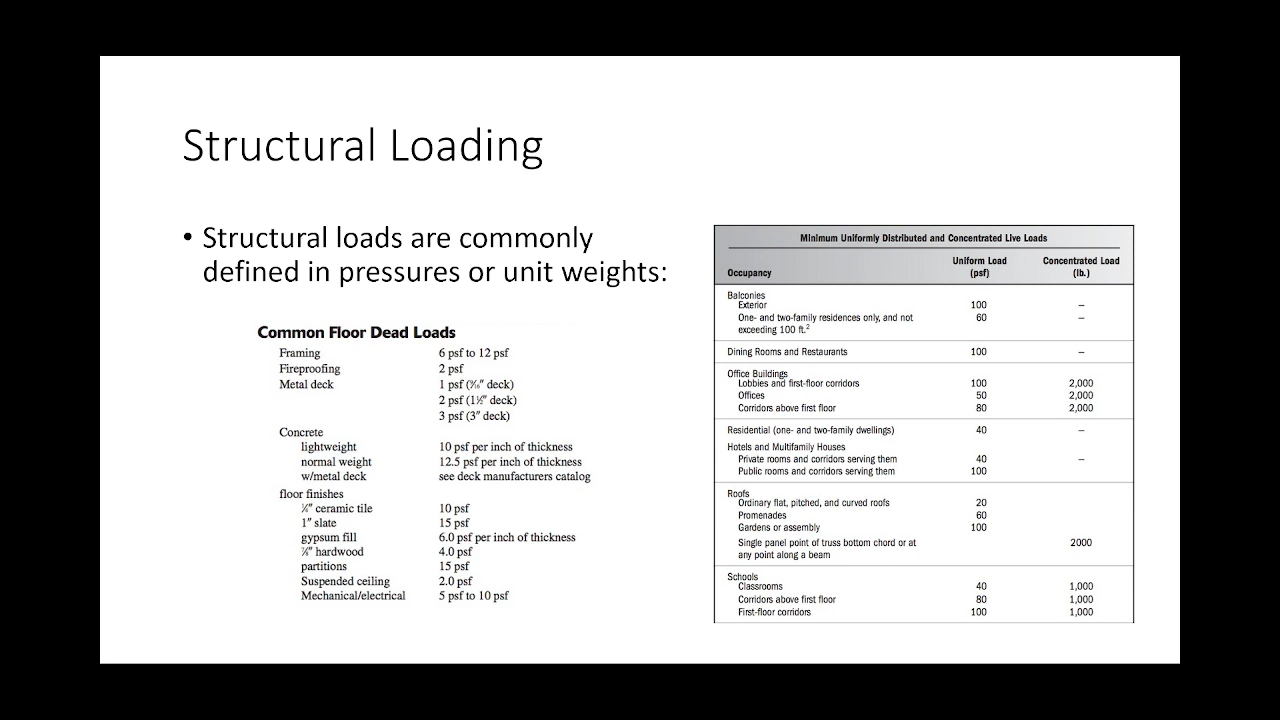 Structural Loading
• Structural loads are commonly
defined in pressures or unit weights:
Common Floor Dead Loads
Framing 6 psf to 12 psf
Fireproofing 2 psf
Metal deck 1 psf (deck)
2 psf (1½″ deck)
3 psf (3″ deck)
Concrete
lightweight 10 psf per inch of thickness
normal weight 12.5 psf per inch of thickness
w/metal deck see deck manufacturers catalog
floor finishes
ceramic tile 10 psf
1″ slate 15 psf
gypsum fill 6.0 psf per inch of thickness
hardwood 4.0 psf
partitions 15 psf
Suspended ceiling 2.0 psf
Mechanical/electrical 5 psf to 10 psf
Minimum Uniformly Distributed and Concentrated Live Loads
Uniform Load Concentrated Load
Occupancy (psf) (lb.)
Balconies
Exterior 100 –
One- and two-family residences only, and not 60 –
exceeding 100 ft.²
Dining Rooms and Restaurants 100 –
Office Buildings
Lobbies and first-floor corridors 100 2,000
Offices 50 2,000
Corridors above first floor 80 2,000
Residential (one- and two-family dwellings) 40 –
Hotels and Multifamily Houses
Private rooms and corridors serving them 40 –
Public rooms and corridors serving them 100
Roofs
Ordinary flat, pitched, and curved roofs 20
Promenades 60
Gardens or assembly 100
Single panel point of truss bottom chord or at 2000
any point along a beam
Schools
Classrooms 40 1,000
Corridors above first floor 80 1,000
First-floor corridors 100 1,000